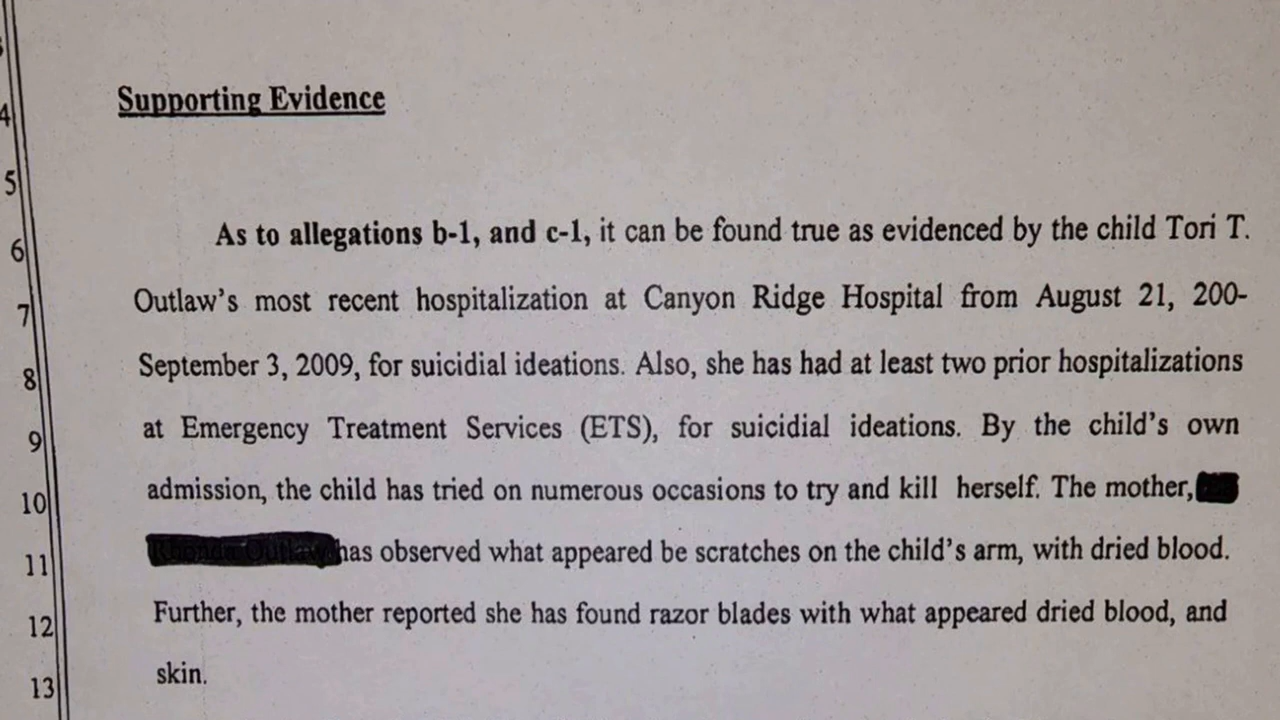 Supporting Evidence
4
5
6 As to allegations b-1, and c-1, it can be found true as evidenced by the child Tori T.
7 Outlaw's most recent hospitalization at Canyon Ridge Hospital from August 21, 200-
8 September 3, 2009, for suicidial ideations. Also, she has had at least two prior hospitalizations
9 at Emergency Treatment Services (ETS), for suicidial ideations. By the child's own
10 admission, the child has tried on numerous occasions to try and kill herself. The mother,
11 has observed what appeared be scratches on the child's arm, with dried blood.
12 Further, the mother reported she has found razor blades with what appeared dried blood, and
13 skin.